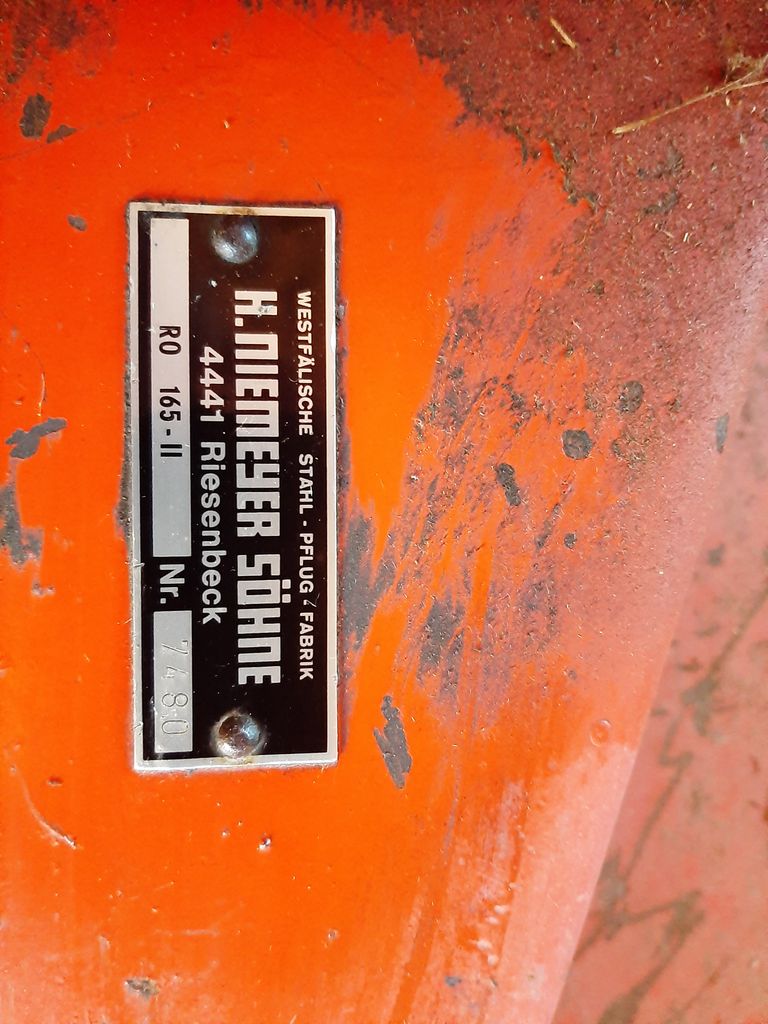 WESTFÄLISCHE STAHL-PFLUG-FABRIK
H.NIEMEYER SÖHNE
4441 Riesenbeck
RO 165-II Nr. 7480